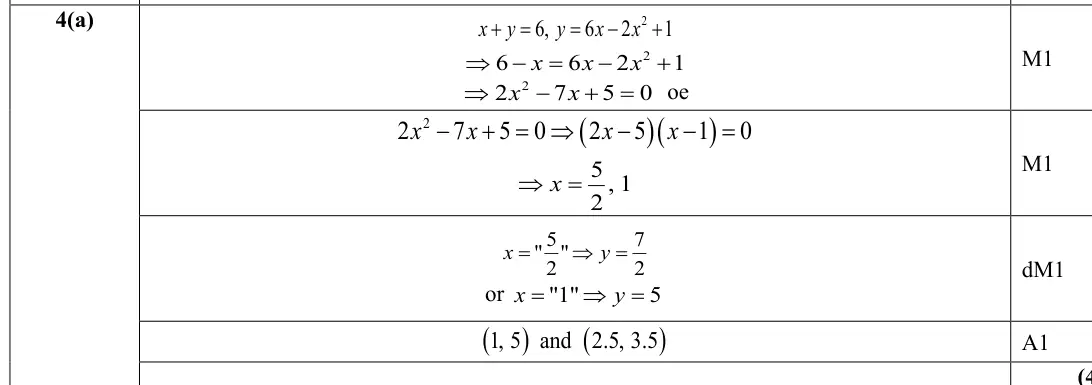 4(a)
x + y = 6, y = 6x − 2x² + 1
⇒ 6 − x = 6x − 2x² + 1
⇒ 2x² − 7x + 5 = 0 oe
M1
2x² − 7x + 5 = 0 ⇒ (2x − 5)(x − 1) = 0
⇒ x = 5/2, 1
M1
x = "5/2" ⇒ y = 7/2
or x = "1" ⇒ y = 5
dM1
(1, 5) and (2.5, 3.5)
A1
(4